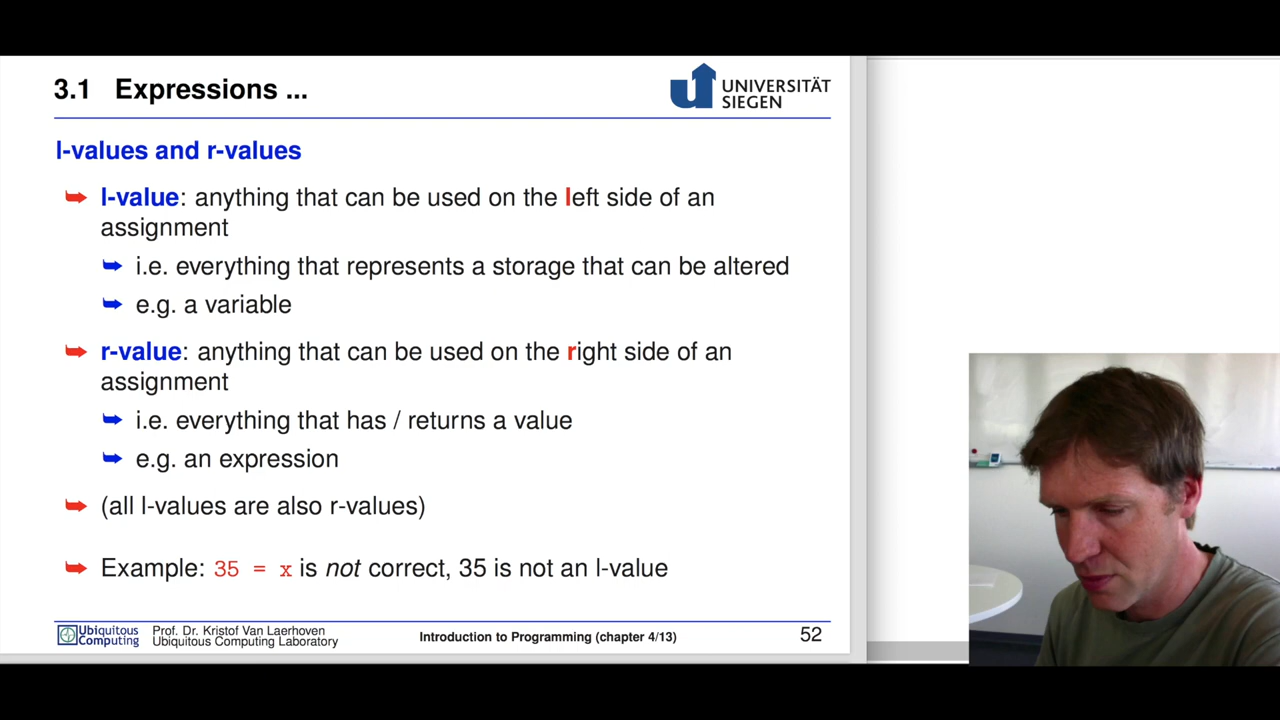 3.1 Expressions ...
UNIVERSITÄT
SIEGEN
l-values and r-values
l-value: anything that can be used on the left side of an
assignment
i.e. everything that represents a storage that can be altered
e.g. a variable
r-value: anything that can be used on the right side of an
assignment
i.e. everything that has / returns a value
e.g. an expression
(all l-values are also r-values)
Example: 35 = x is not correct, 35 is not an l-value
Ubiquitous
Computing
Prof. Dr. Kristof Van Laerhoven
Ubiquitous Computing Laboratory
Introduction to Programming (chapter 4/13)
52